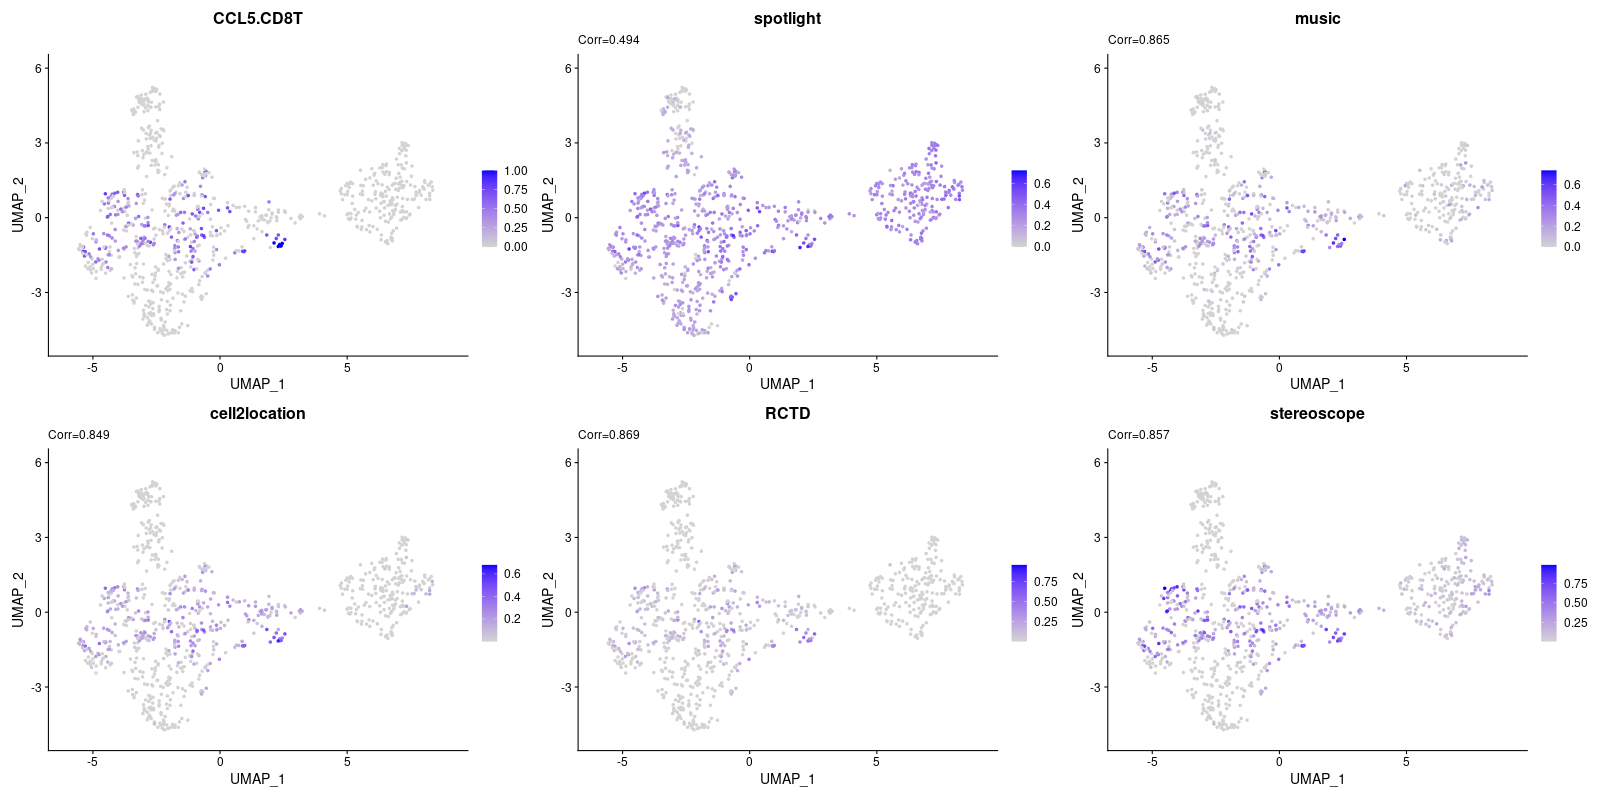 CCL5.CD8T
UMAP_2
6
3
0
-3
-5
0
5
UMAP_1
1.00
0.75
0.50
0.25
0.00
spotlight
Corr=0.494
UMAP_2
6
3
0
-3
-5
0
5
UMAP_1
0.6
0.4
0.2
0.0
music
Corr=0.865
UMAP_2
6
3
0
-3
-5
0
5
UMAP_1
0.6
0.4
0.2
0.0
cell2location
Corr=0.849
UMAP_2
6
3
0
-3
-5
0
5
UMAP_1
0.6
0.4
0.2
RCTD
Corr=0.869
UMAP_2
6
3
0
-3
-5
0
5
UMAP_1
0.75
0.50
0.25
stereoscope
Corr=0.857
UMAP_2
6
3
0
-3
-5
0
5
UMAP_1
0.75
0.50
0.25